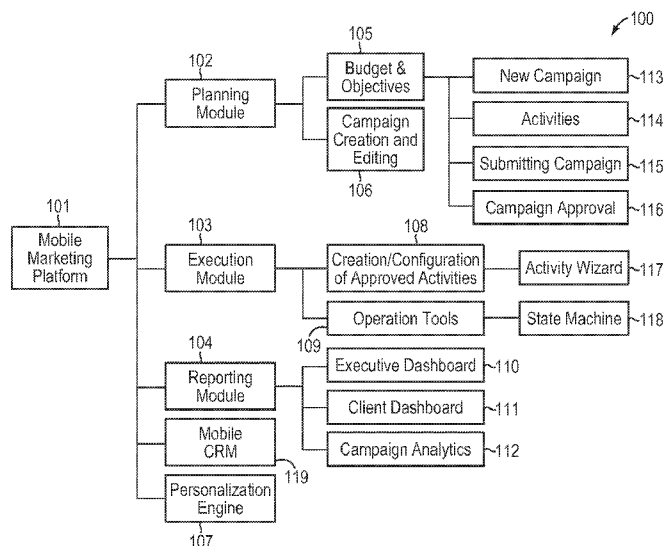 100
105
Budget &
Objectives
102
Planning
Module
New Campaign
113
Activities
114
Campaign
Creation and
Editing
106
Submitting Campaign
115
Campaign Approval
116
101
Mobile
Marketing
Platform
103
Execution
Module
108
Creation/Configuration
of Approved Activities
Activity Wizard
117
Operation Tools
109
State Machine
118
104
Reporting
Module
Executive Dashboard
110
Client Dashboard
111
Campaign Analytics
112
Mobile
CRM
119
Personalization
Engine
107